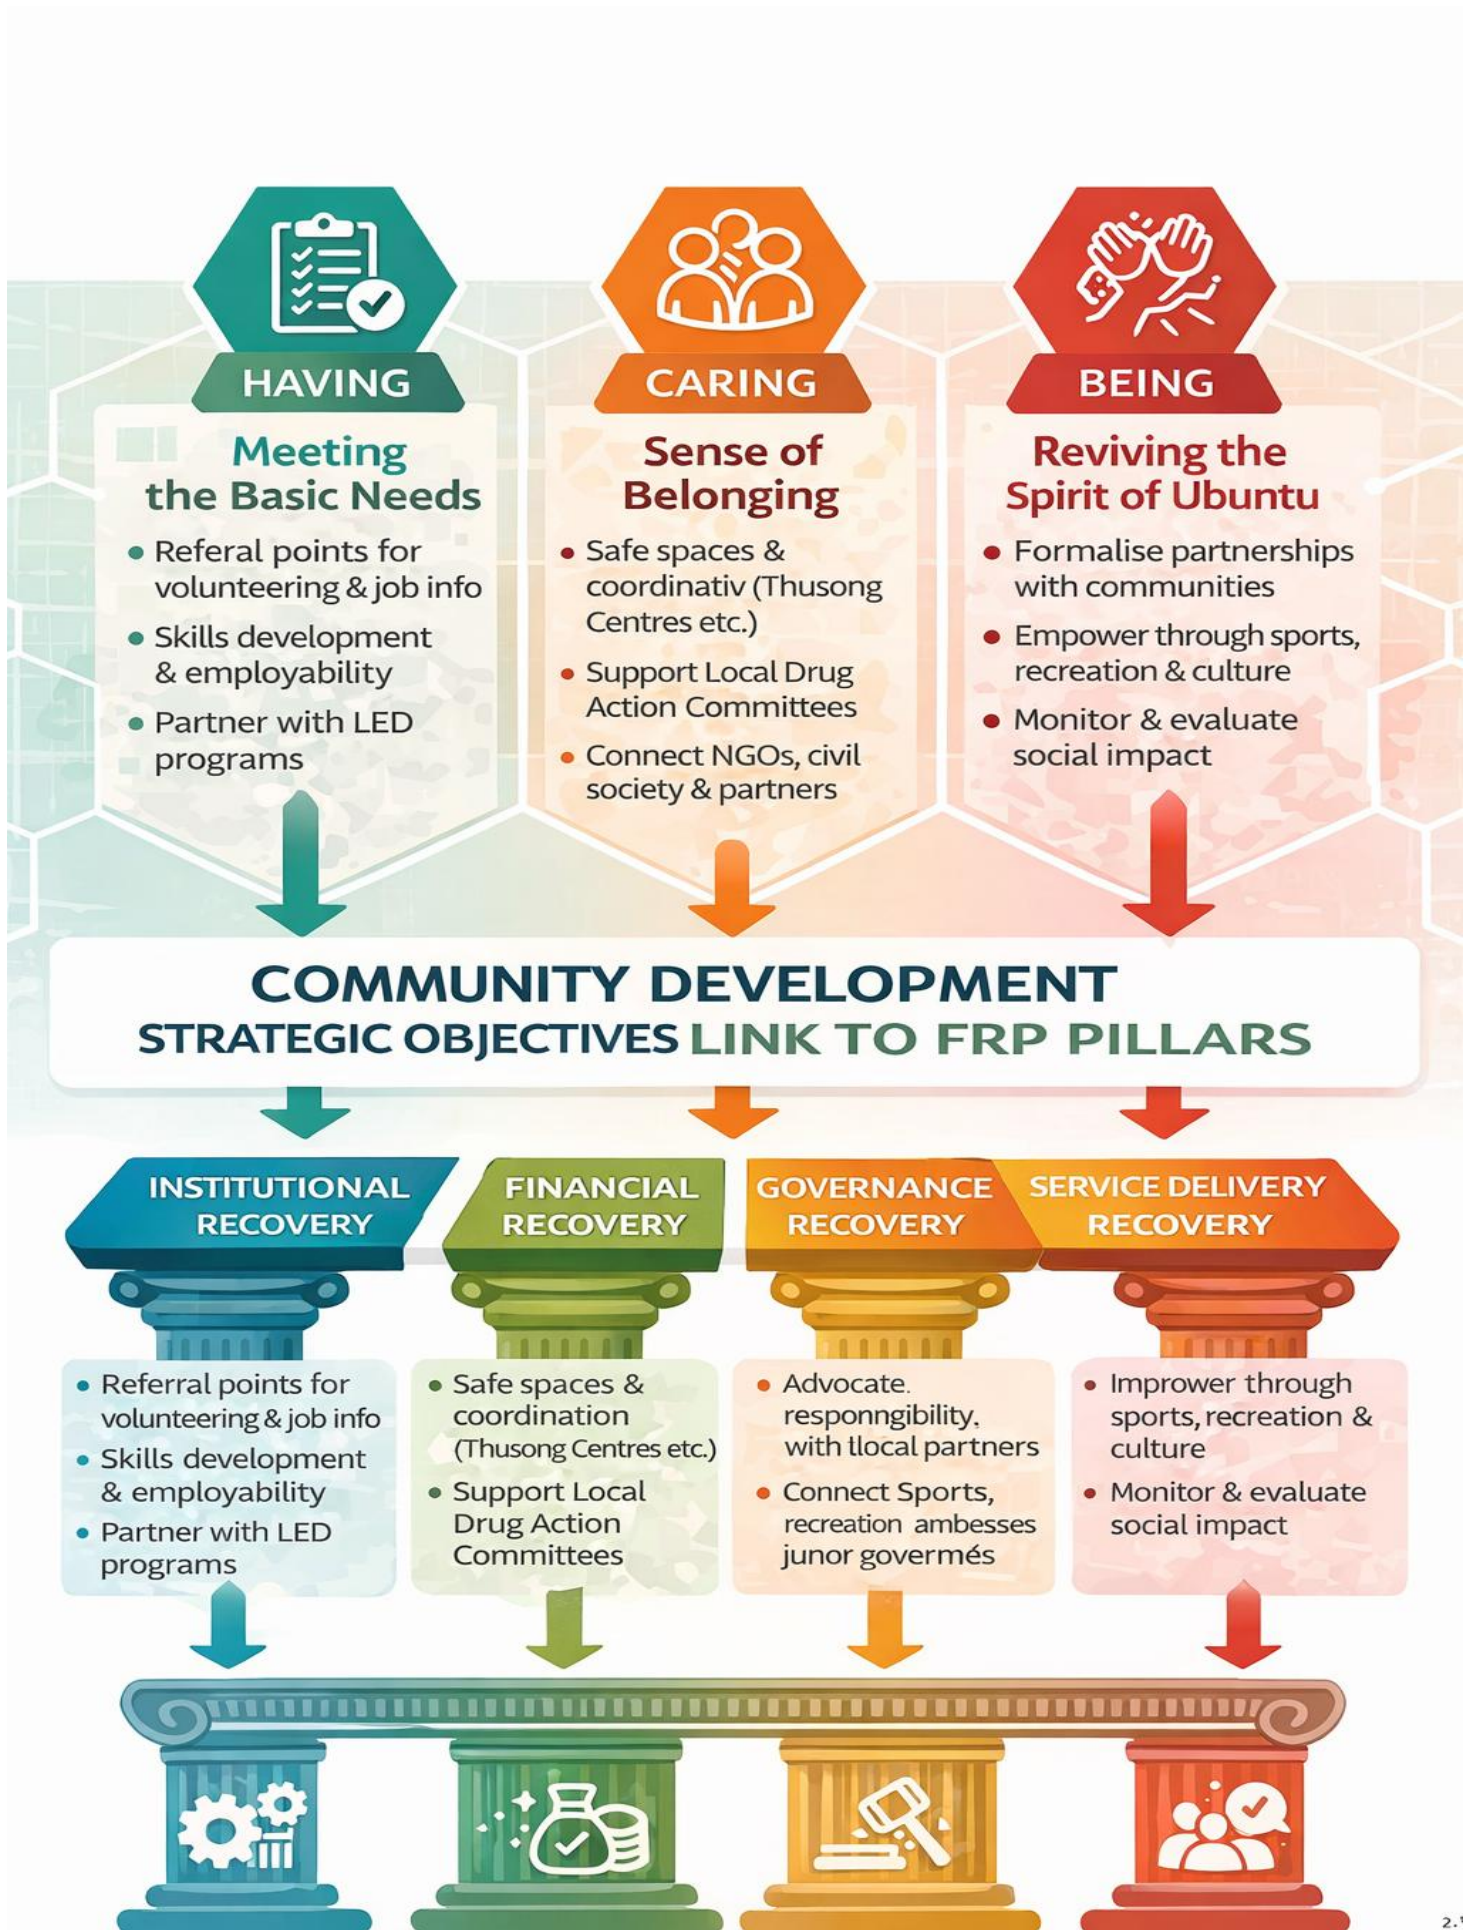 HAVING
Meeting
the Basic Needs
• Referal points for
volunteering & job info
• Skills development
& employability
• Partner with LED
programs
CARING
Sense of
Belonging
• Safe spaces &
coordinativ (Thusong
Centres etc.)
• Support Local Drug
Action Committees
• Connect NGOs, civil
society & partners
BEING
Reviving the
Spirit of Ubuntu
• Formalise partnerships
with communities
• Empower through sports,
recreation & culture
• Monitor & evaluate
social impact
COMMUNITY DEVELOPMENT
STRATEGIC OBJECTIVES LINK TO FRP PILLARS
INSTITUTIONAL
RECOVERY
• Referral points for
volunteering & job info
• Skills development
& employability
• Partner with LED
programs
FINANCIAL
RECOVERY
• Safe spaces &
coordination
(Thusong Centres etc.)
• Support Local
Drug Action
Committees
GOVERNANCE
RECOVERY
• Advocate.
responngibility,
with tlocal partners
• Connect Sports,
recreation ambesses
junor govermés
SERVICE DELIVERY
RECOVERY
• Imprower through
sports, recreation &
culture
• Monitor & evaluate
social impact